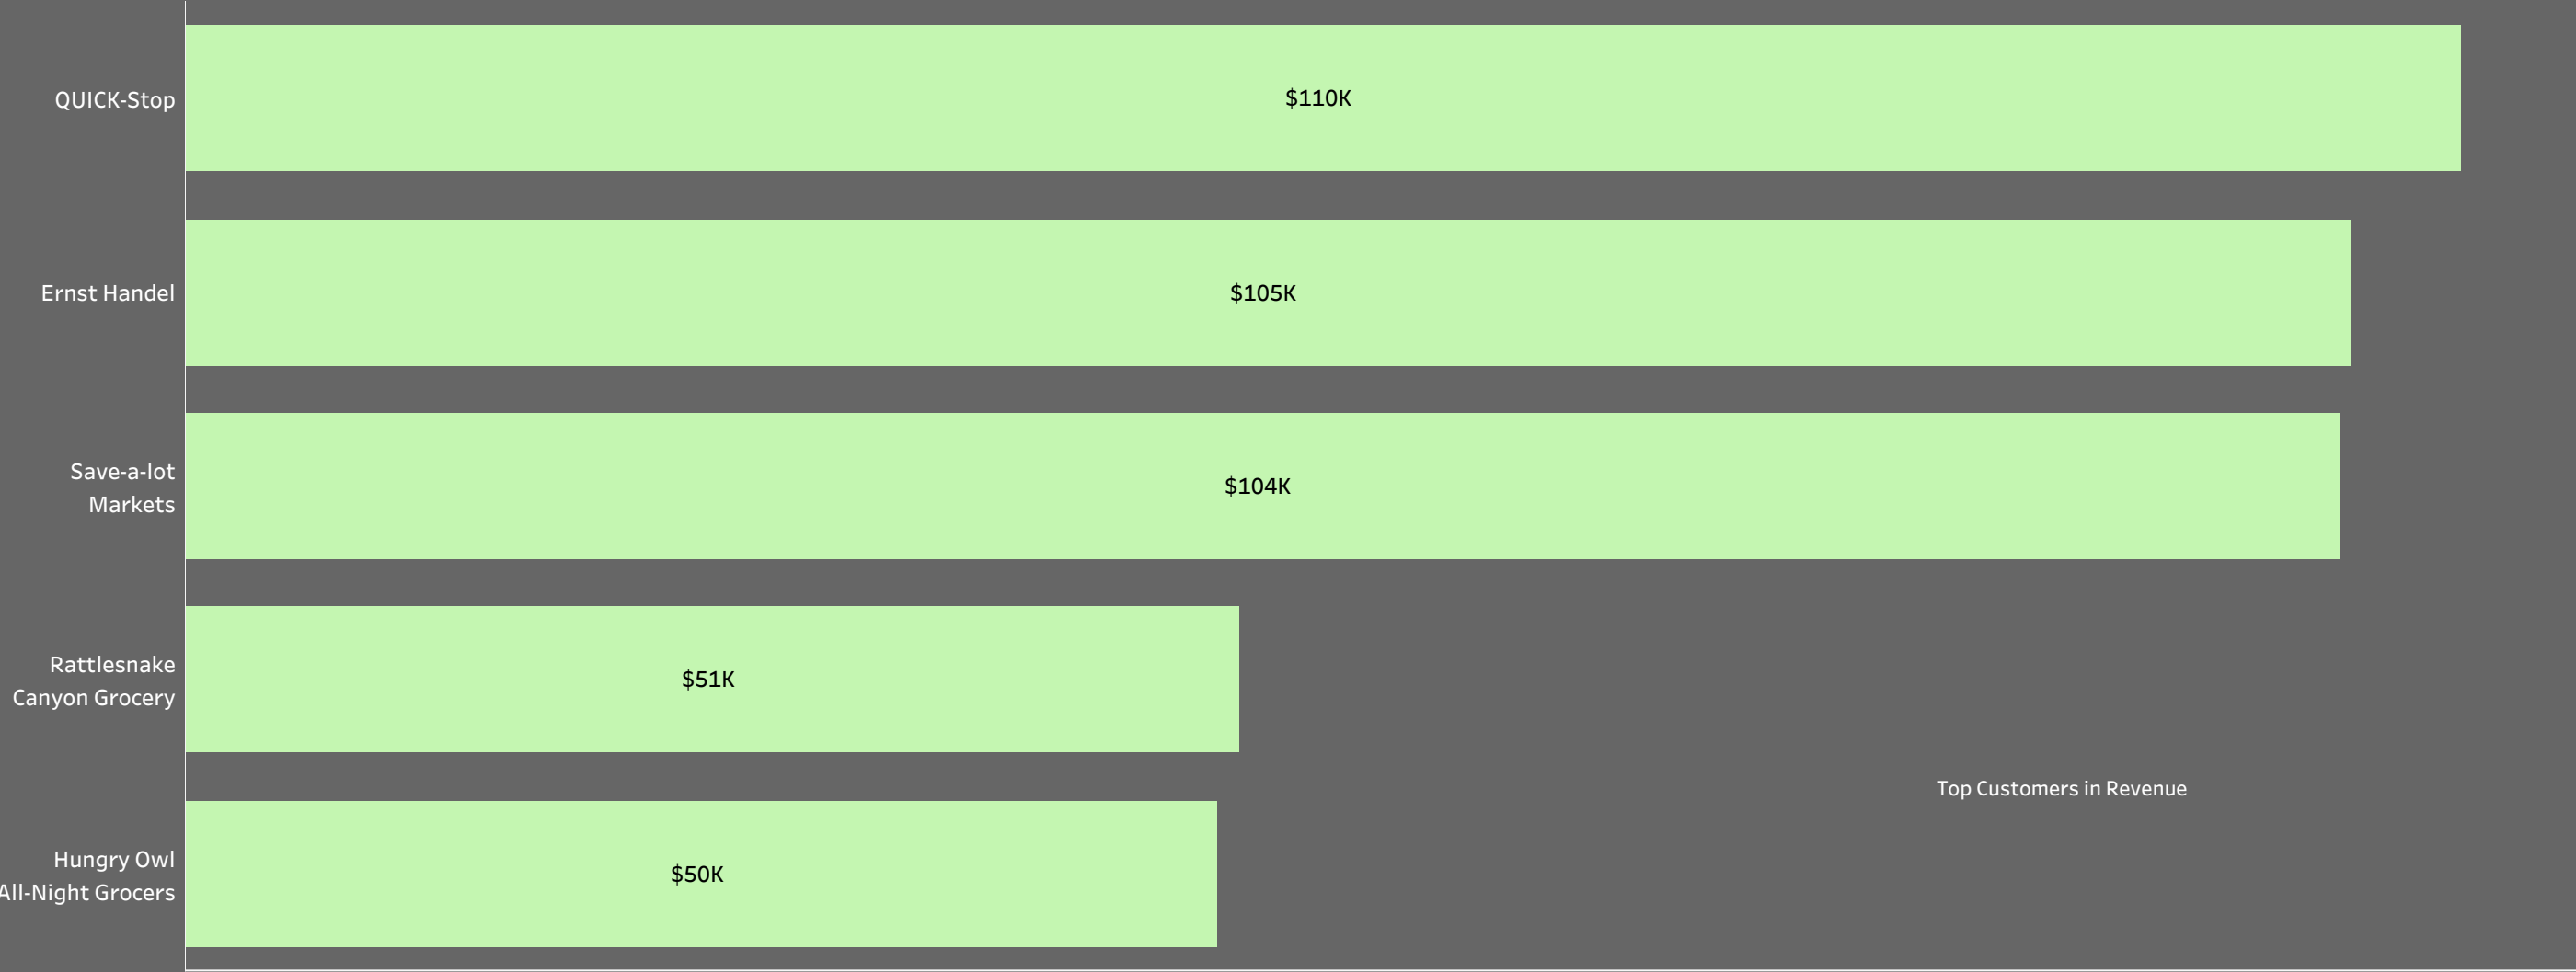 QUICK-Stop
$110K
Ernst Handel
$105K
Save-a-lot
Markets
$104K
Rattlesnake
Canyon Grocery
$51K
Top Customers in Revenue
Hungry Owl
All-Night Grocers
$50K